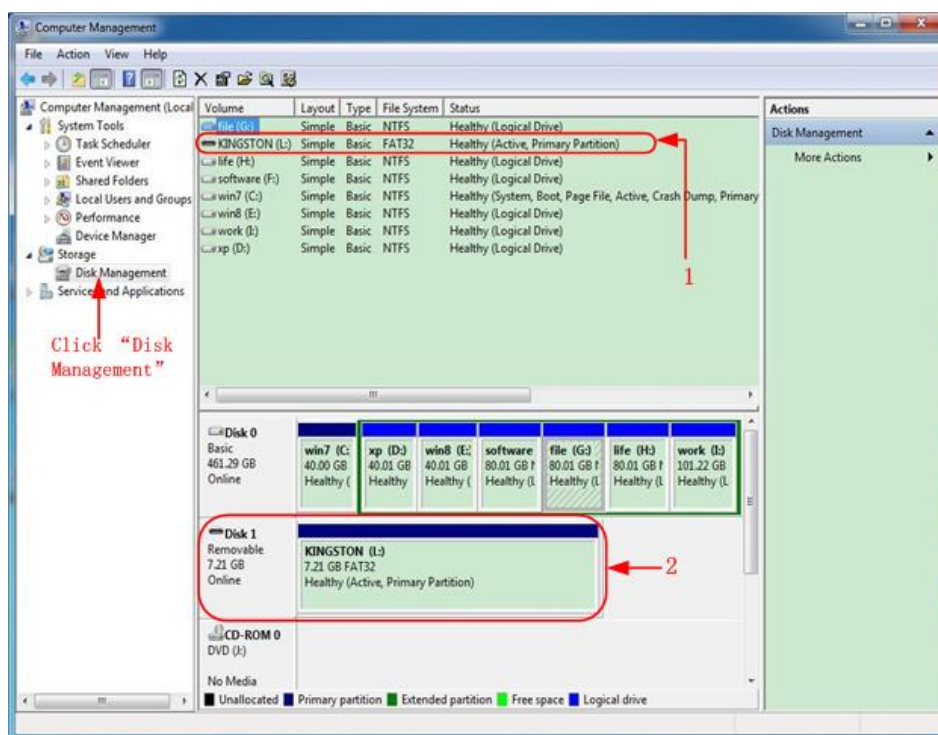 Computer Management
File Action View Help
Computer Management (Local
System Tools
Task Scheduler
Event Viewer
Shared Folders
Local Users and Groups
Performance
Device Manager
Storage
Disk Management
Services and Applications
Click “Disk
Management”
Volume Layout Type File System Status
file (G:) Simple Basic NTFS Healthy (Logical Drive)
KINGSTON (L:) Simple Basic FAT32 Healthy (Active, Primary Partition)
life (H:) Simple Basic NTFS Healthy (Logical Drive)
software (F:) Simple Basic NTFS Healthy (Logical Drive)
win7 (C:) Simple Basic NTFS Healthy (System, Boot, Page File, Active, Crash Dump, Primary
win8 (E:) Simple Basic NTFS Healthy (Logical Drive)
work (I:) Simple Basic NTFS Healthy (Logical Drive)
xp (D:) Simple Basic NTFS Healthy (Logical Drive)
1
Disk 0
Basic
461.29 GB
Online
win7 (C: xp (D:) win8 (E: software file (G:) life (H:) work (I:)
40.00 GB 40.01 GB 40.01 GB 80.01 GB 80.01 GB 80.01 GB 101.22 GB
Healthy ( Healthy Healthy ( Healthy (L Healthy (L Healthy (L Healthy (L
Disk 1
Removable
7.21 GB
Online
KINGSTON (L:)
7.21 GB FAT32
Healthy (Active, Primary Partition)
2
CD-ROM 0
DVD (J:)
No Media
Unallocated Primary partition Extended partition Free space Logical drive
Actions
Disk Management
More Actions